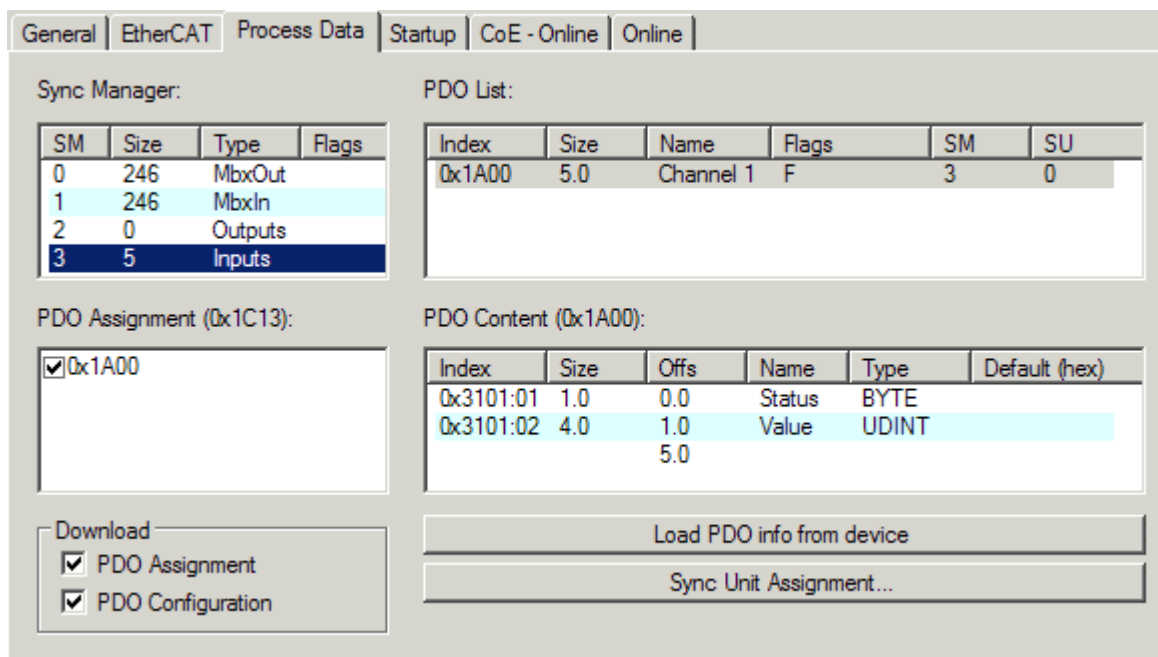 General EtherCAT Process Data Startup CoE - Online Online
Sync Manager:
SM Size Type Flags
0 246 MbxOut
1 246 MbxIn
2 0 Outputs
3 5 Inputs
PDO List:
Index Size Name Flags SM SU
0x1A00 5.0 Channel 1 F 3 0
PDO Assignment (0x1C13):
0x1A00
PDO Content (0x1A00):
Index Size Offs Name Type Default (hex)
0x3101:01 1.0 0.0 Status BYTE
0x3101:02 4.0 1.0 Value UDINT
5.0
Download
PDO Assignment
PDO Configuration
Load PDO info from device
Sync Unit Assignment...